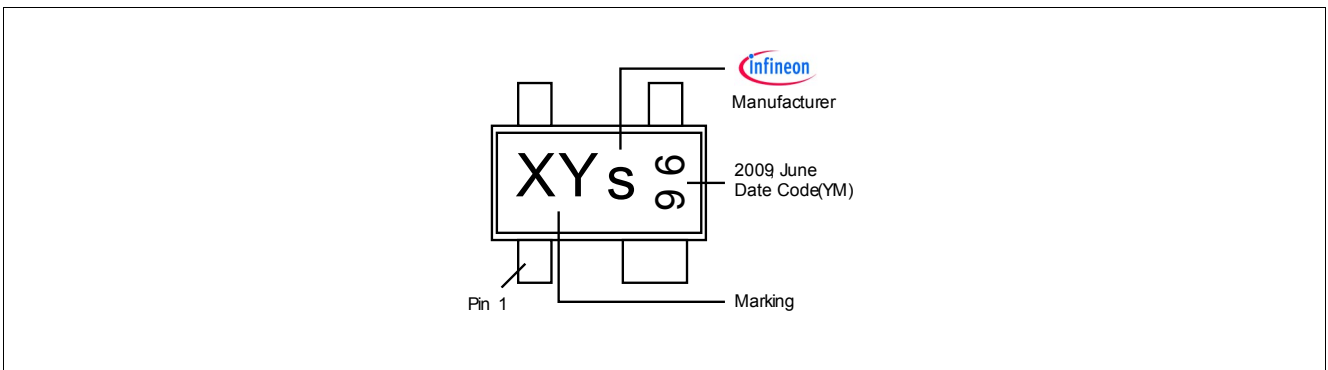 infineon
Manufacturer
XYs
96
2009, June
Date Code(YM)
Pin 1
Marking